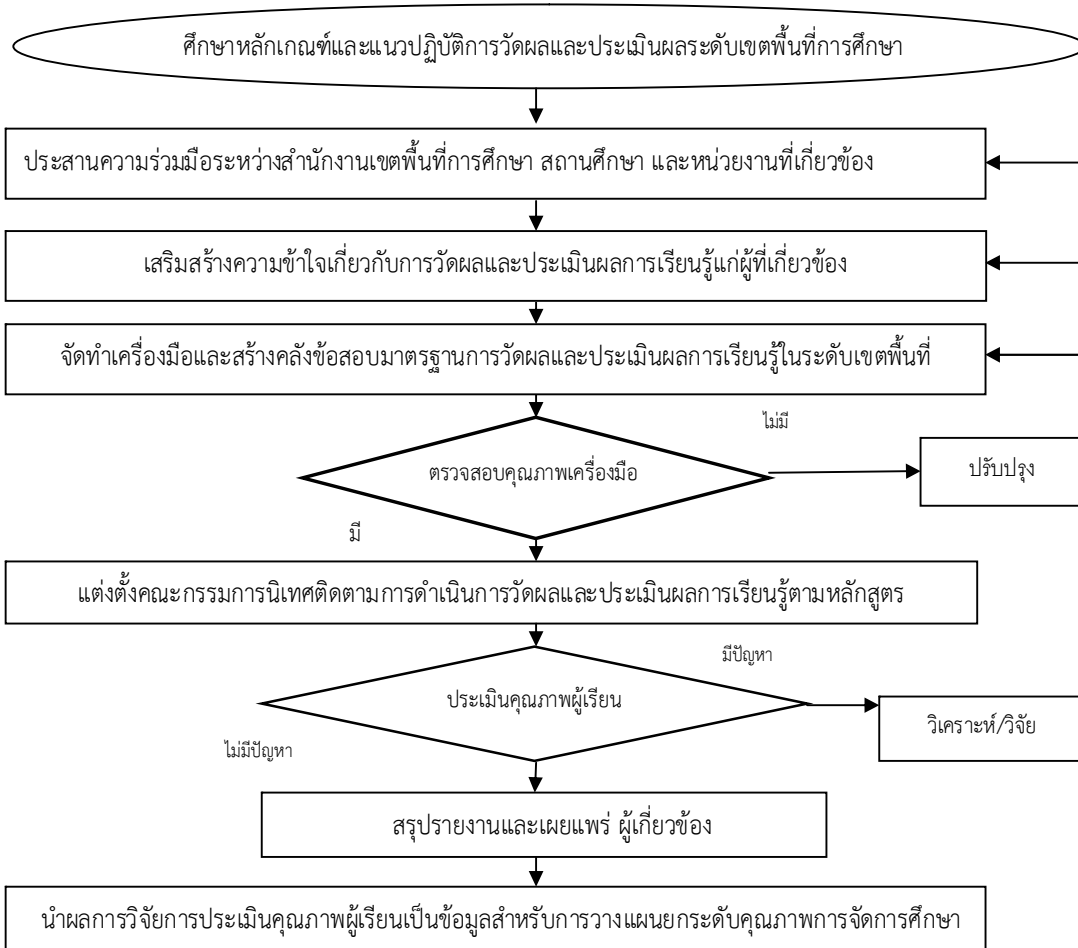 ศึกษาหลักเกณฑ์และแนวปฏิบัติการวัดผลและประเมินผลระดับเขตพื้นที่การศึกษา
ประสานความร่วมมือระหว่างสำนักงานเขตพื้นที่การศึกษา สถานศึกษา และหน่วยงานที่เกี่ยวข้อง
เสริมสร้างความข้าใจเกี่ยวกับการวัดผลและประเมินผลการเรียนรู้แก่ผู้ที่เกี่ยวข้อง
จัดทำเครื่องมือและสร้างคลังข้อสอบมาตรฐานการวัดผลและประเมินผลการเรียนรู้ในระดับเขตพื้นที่
ไม่มี
ตรวจสอบคุณภาพเครื่องมือ
ปรับปรุง
มี
แต่งตั้งคณะกรรมการนิเทศติดตามการดำเนินการวัดผลและประเมินผลการเรียนรู้ตามหลักสูตร
มีปัญหา
ประเมินคุณภาพผู้เรียน
วิเคราะห์/วิจัย
ไม่มีปัญหา
สรุปรายงานและเผยแพร่ ผู้เกี่ยวข้อง
นำผลการวิจัยการประเมินคุณภาพผู้เรียนเป็นข้อมูลสำหรับการวางแผนยกระดับคุณภาพการจัดการศึกษา